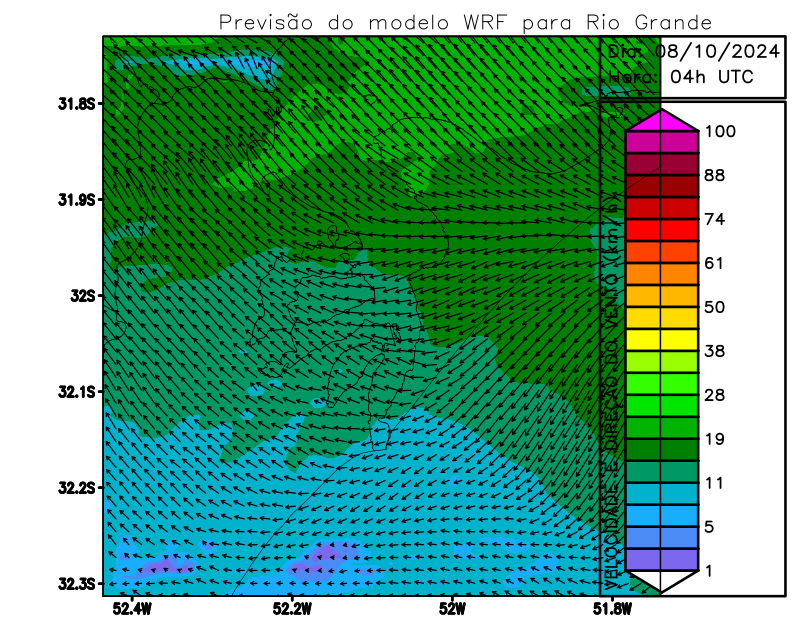 Previsão do modelo WRF para Rio Grande
Dia: 08/10/2024
Hora: 04h UTC
31.8S
31.9S
32S
32.1S
32.2S
32.3S
52.4W
52.2W
52W
51.8W
VELOCIDADE E DIREÇÃO DO VENTO (km/h)
100
88
74
61
50
38
28
19
11
5
1